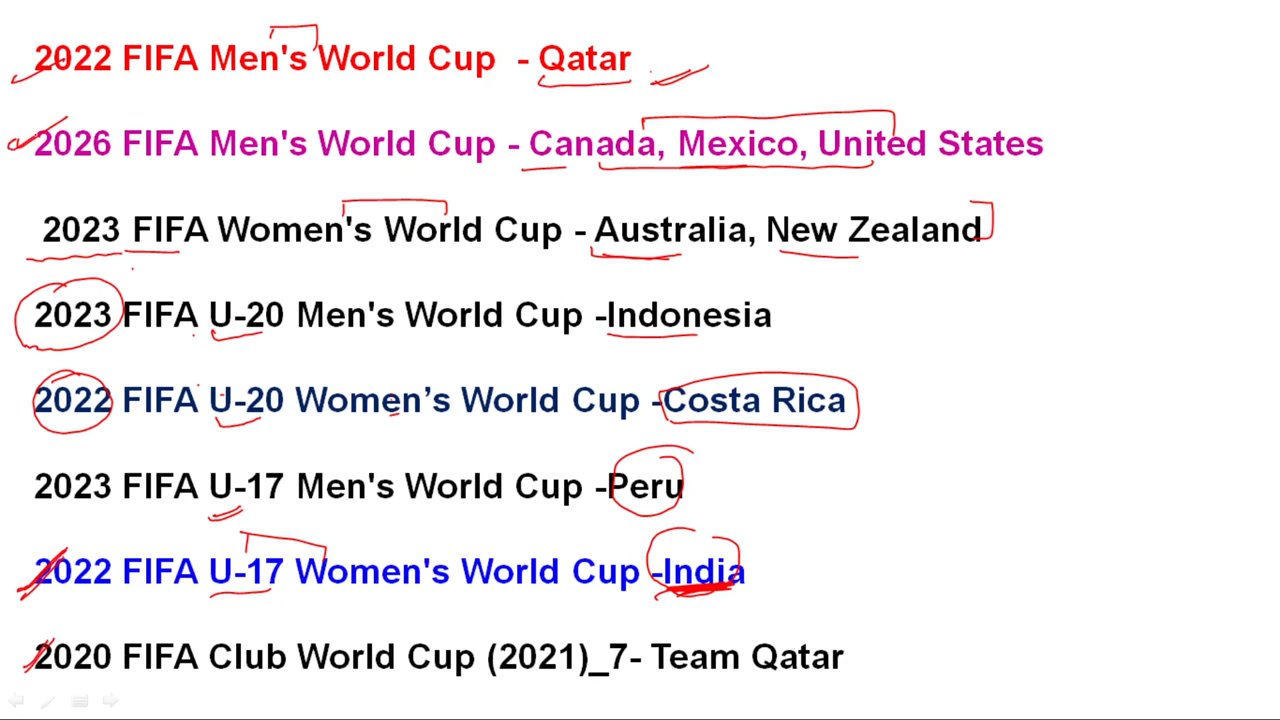 2022 FIFA Men's World Cup - Qatar
2026 FIFA Men's World Cup - Canada, Mexico, United States
2023 FIFA Women's World Cup - Australia, New Zealand
2023 FIFA U-20 Men's World Cup -Indonesia
2022 FIFA U-20 Women’s World Cup -Costa Rica
2023 FIFA U-17 Men's World Cup -Peru
2022 FIFA U-17 Women's World Cup -India
2020 FIFA Club World Cup (2021)_7- Team Qatar